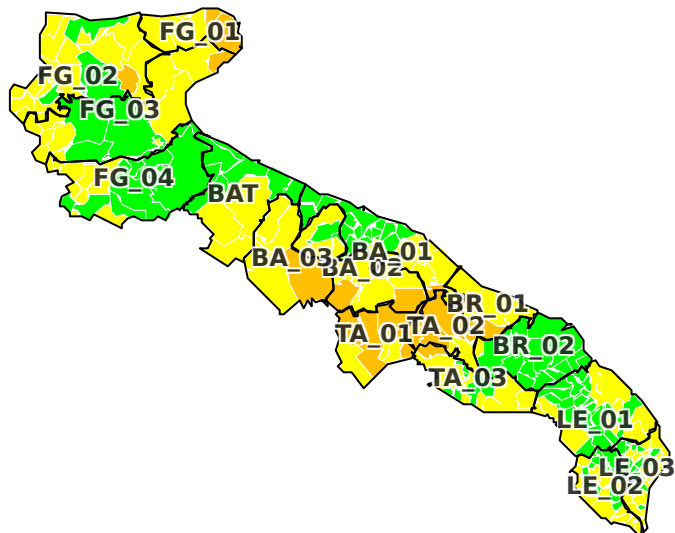 FG_01
FG_02
FG_03
FG_04
BAT
BA_01
BA_03
BA_02
BR_01
TA_01
TA_02
BR_02
TA_03
LE_01
LE_03
LE_02